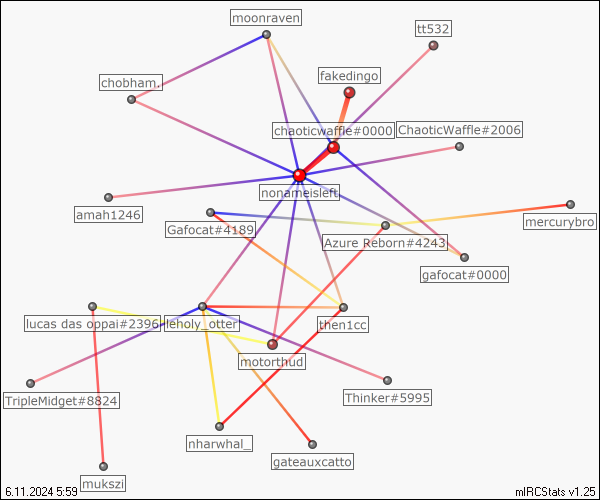 moonraven
tt532
fakedingo
chobham.
chaoticwaffle#0000
ChaoticWaffle#2006
nonameisleft
amah1246
mercurybro
Gafocat#4189
Azure Reborn#4243
gafocat#0000
lucas das oppai#2396
leholy_otter
then1cc
motorthud
TripleMidget#8824
Thinker#5995
nharwhal_
gateauxcatto
mukszi
6.11.2024 5:59
mIRCStats v1.25